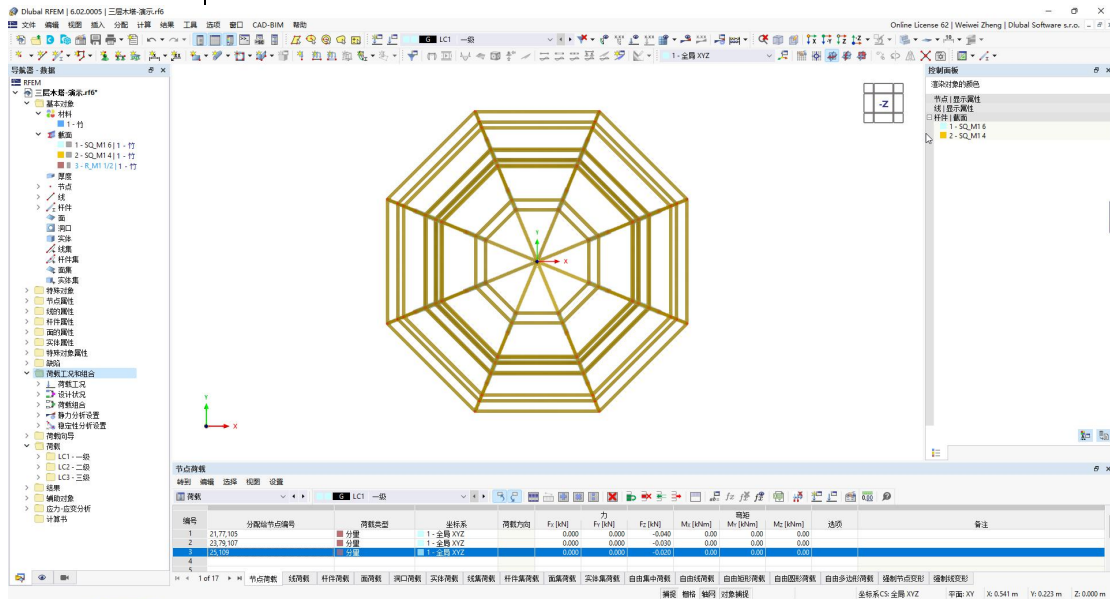 Dlubal RFEM | 6.02.0005 | 三层木塔-演示.rf6*
文件 编辑 视图 插入 分配 计算 结果 工具 选项 窗口 CAD-BIM 帮助
Online License 62 | Weiwei Zheng | Dlubal Software s.r.o.
G LC1 一级
1 - 全局 XYZ
导航器 - 数据
RFEM
三层木塔-演示.rf6*
基本对象
材料
1 - 竹
截面
1 - SQ_M1 6 | 1 - 竹
2 - SQ_M1 4 | 1 - 竹
3 - R_M1 1/2 | 1 - 竹
厚度
节点
线
杆件
面
洞口
实体
线集
杆件集
面集
实体集
特殊对象
节点属性
线的属性
杆件属性
面的属性
实体属性
特殊对象属性
缺陷
荷载工况和组合
荷载工况
设计状况
荷载组合
静力分析设置
稳定性分析设置
荷载向导
荷载
LC1 - 一级
LC2 - 二级
LC3 - 三级
结果
辅助对象
应力-应变分析
计算书
-Z
Y
X
Y
X
控制面板
渲染对象的颜色
节点 | 显示属性
线 | 显示属性
杆件 | 截面
1 - SQ_M1 6
2 - SQ_M1 4
节点荷载
转到 编辑 选择 视图 设置
荷载 G LC1 一级
力 弯矩
编号 分配给节点编号 荷载类型 坐标系 荷载方向 Fx [kN] FY [kN] Fz [kN] Mx [kNm] MY [kNm] Mz [kNm] 选项 备注
1 21,77,105 分量 1 - 全局 XYZ 0.000 0.000 -0.040 0.00 0.00 0.00
2 23,79,107 分量 1 - 全局 XYZ 0.000 0.000 -0.030 0.00 0.00 0.00
3 25,109 分量 1 - 全局 XYZ 0.000 0.000 -0.020 0.00 0.00 0.00
4
5
1 of 17 节点荷载 线荷载 杆件荷载 面荷载 洞口荷载 实体荷载 线集荷载 杆件集荷载 面集荷载 实体集荷载 自由集中荷载 自由线荷载 自由矩形荷载 自由圆形荷载 自由多边形荷载 强制节点变形 强制线变形
捕捉 栅格 轴网 对象捕捉 坐标系CS: 全局 XYZ 平面: XY X: 0.541 m Y: 0.223 m Z: 0.000 m